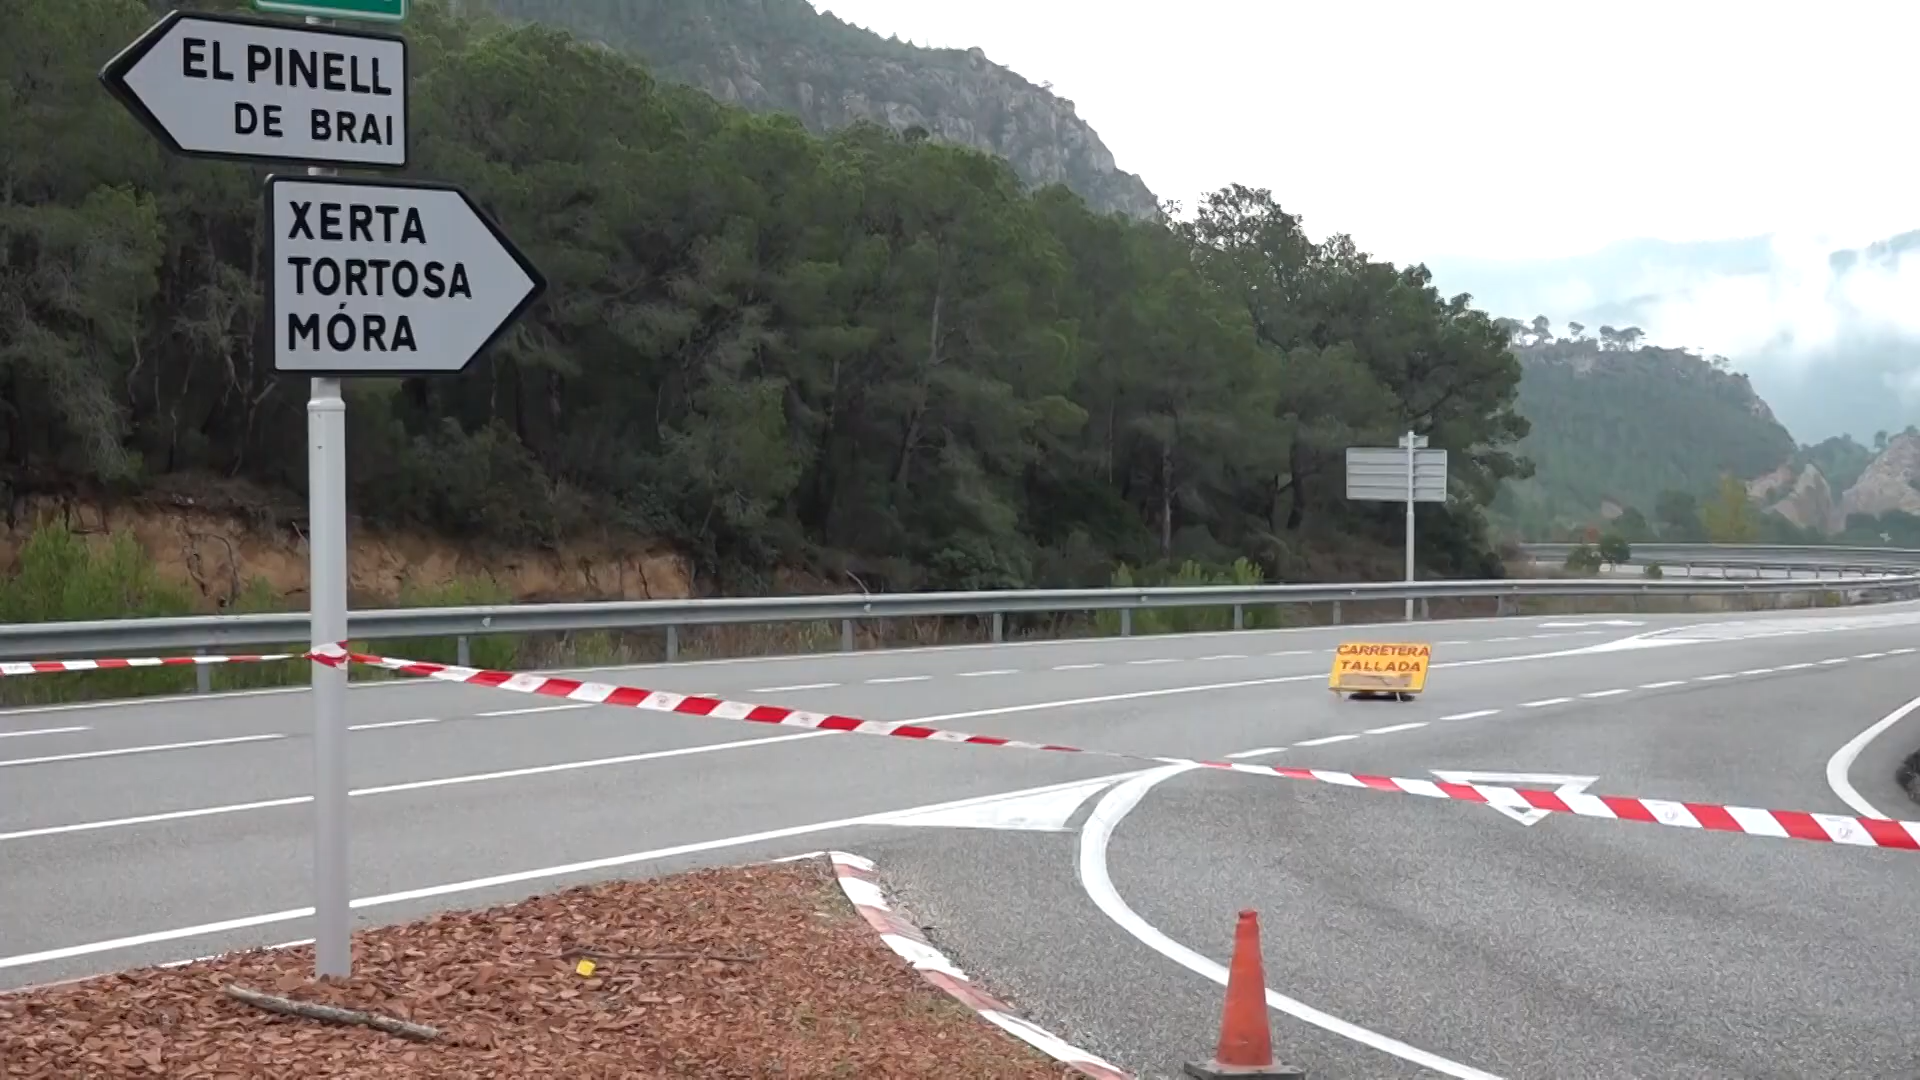 EL PINELL
DE BRAI
XERTA
TORTOSA
MÓRA
CARRETERA
TALLADA